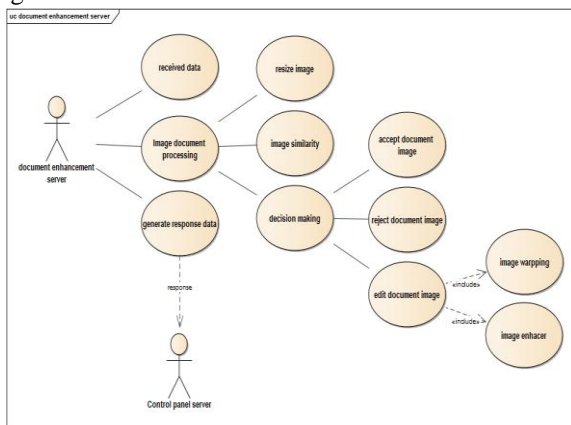 uc document enhancement server
received data
resize image
Image document
processing
image similarity
accept document
image
document enhancement
server
generate response data
decision making
reject document image
image warpping
edit document image
«include»
«include»
response
image enhacer
Control panel server